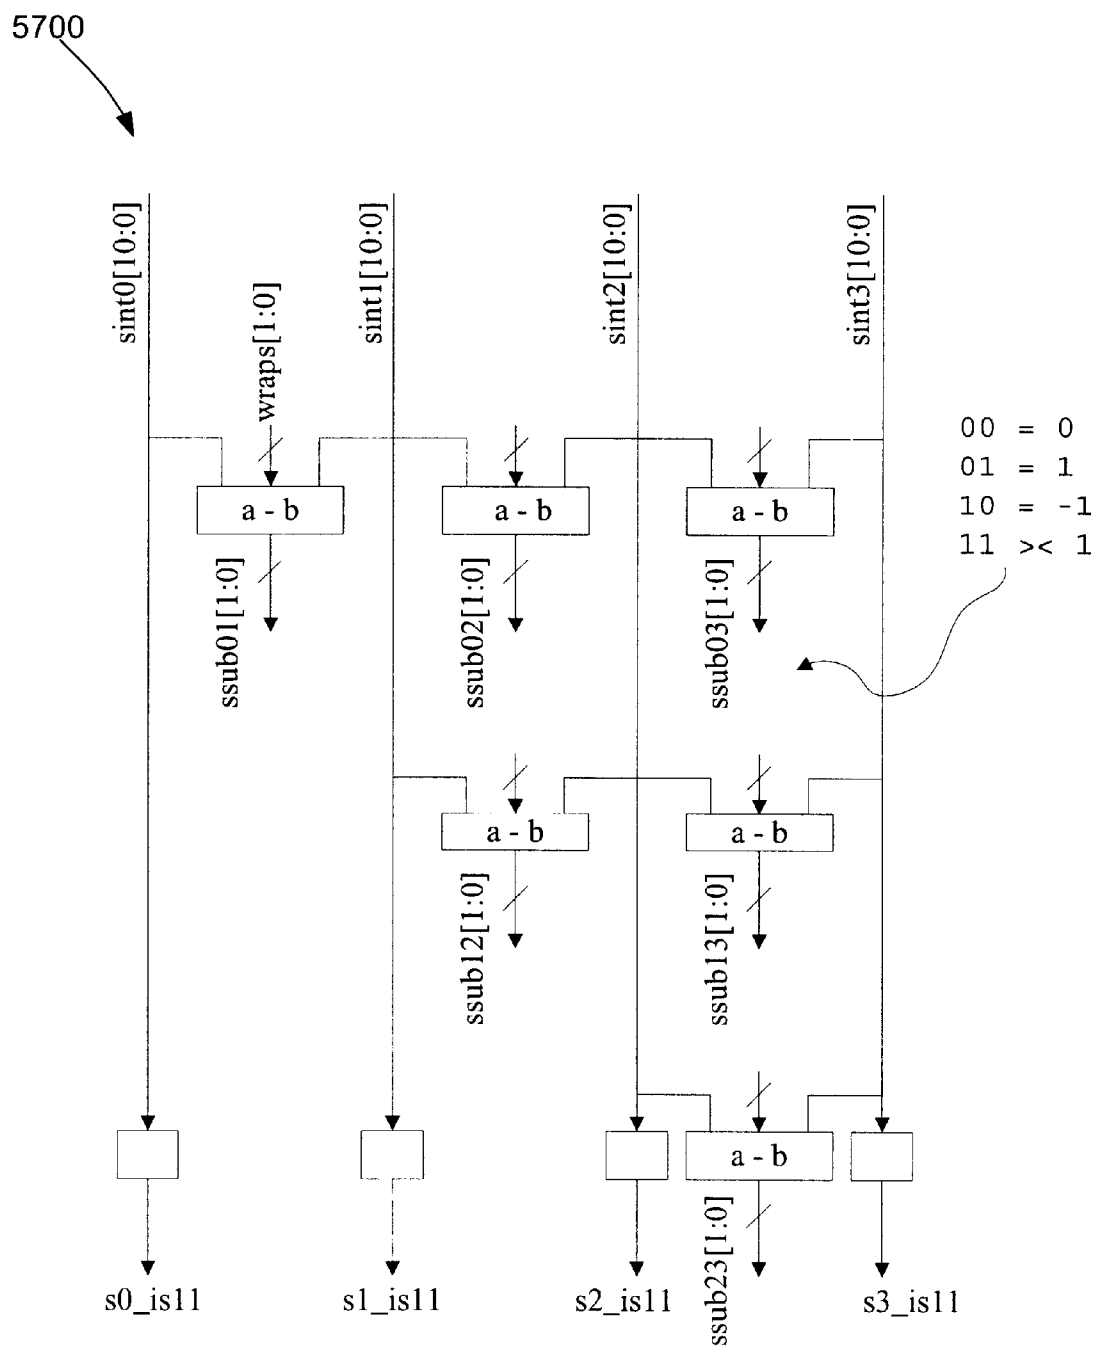 5700
sint0[10:0]
sint1[10:0]
sint2[10:0]
sint3[10:0]
wraps[1:0]
00 = 0
01 = 1
10 = -1
11 >< 1
a - b
a - b
a - b
ssub01[1:0]
ssub02[1:0]
ssub03[1:0]
a - b
a - b
ssub12[1:0]
ssub13[1:0]
a - b
ssub23[1:0]
s0_is11
s1_is11
s2_is11
s3_is11